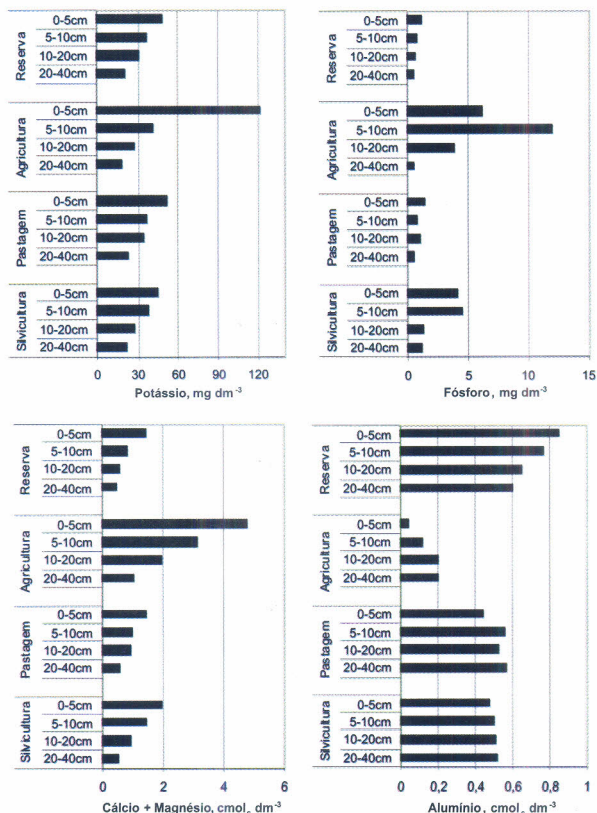 Reserva
0-5cm
5-10cm
10-20cm
20-40cm
Agricultura
0-5cm
5-10cm
10-20cm
20-40cm
Pastagem
0-5cm
5-10cm
10-20cm
20-40cm
Silvicultura
0-5cm
5-10cm
10-20cm
20-40cm
0 30 60 90 120
Potássio, mg dm⁻³
Reserva
0-5cm
5-10cm
10-20cm
20-40cm
Agricultura
0-5cm
5-10cm
10-20cm
20-40cm
Pastagem
0-5cm
5-10cm
10-20cm
20-40cm
Silvicultura
0-5cm
5-10cm
10-20cm
20-40cm
0 5 10 15
Fósforo, mg dm⁻³
Reserva
0-5cm
5-10cm
10-20cm
20-40cm
Agricultura
0-5cm
5-10cm
10-20cm
20-40cm
Pastagem
0-5cm
5-10cm
10-20cm
20-40cm
Silvicultura
0-5cm
5-10cm
10-20cm
20-40cm
0 2 4 6
Cálcio + Magnésio, cmolc dm⁻³
Reserva
0-5cm
5-10cm
10-20cm
20-40cm
Agricultura
0-5cm
5-10cm
10-20cm
20-40cm
Pastagem
0-5cm
5-10cm
10-20cm
20-40cm
Silvicultura
0-5cm
5-10cm
10-20cm
20-40cm
0 0,2 0,4 0,6 0,8 1
Alumínio, cmolc dm⁻³